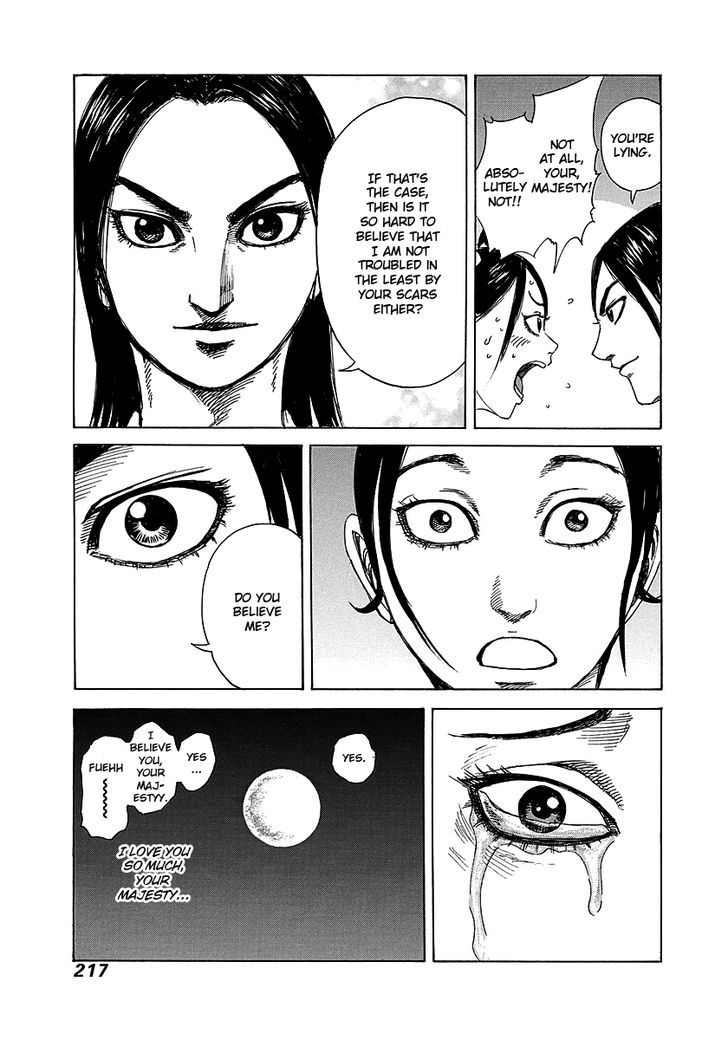 YOU'RE
LYING.
NOT
AT ALL,
YOUR,
MAJESTY!
ABSO-
LUTELY
NOT!!
IF THAT'S
THE CASE,
THEN IS IT
SO HARD TO
BELIEVE THAT
I AM NOT
TROUBLED IN
THE LEAST BY
YOUR SCARS
EITHER?
DO YOU
BELIEVE
ME?
YES.
YES
...
I
BELIEVE
YOU,
YOUR
MAJ-
ESTYY.
FUEHH
I LOVE YOU
SO MUCH,
YOUR
MAJESTY...
217